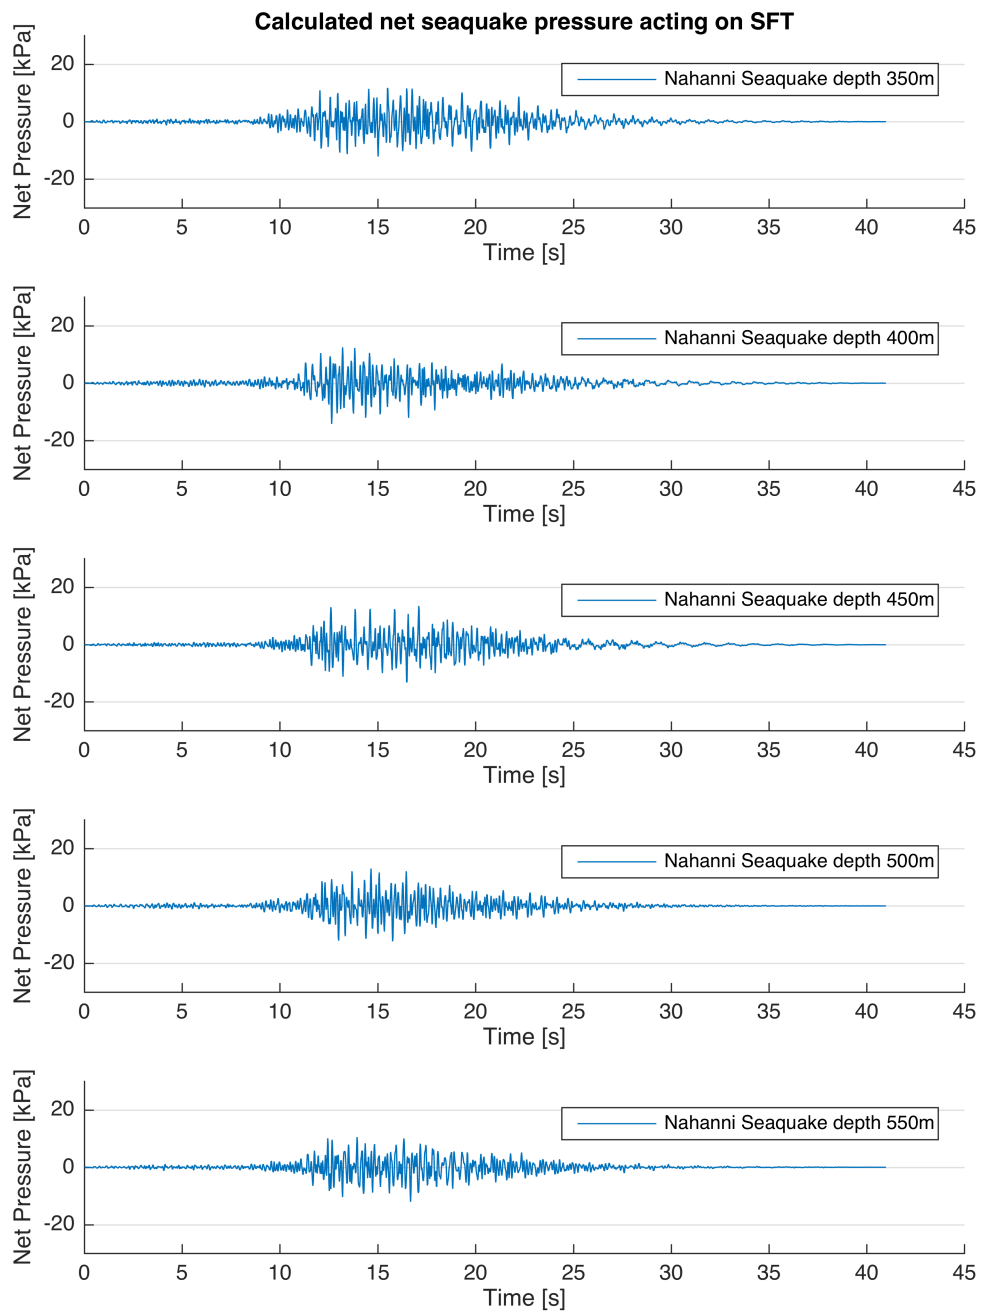 Calculated net seaquake pressure acting on SFT
Net Pressure [kPa]
20
0
-20
Nahanni Seaquake depth 350m
0 5 10 15 20 25 30 35 40 45
Time [s]
Net Pressure [kPa]
20
0
-20
Nahanni Seaquake depth 400m
0 5 10 15 20 25 30 35 40 45
Time [s]
Net Pressure [kPa]
20
0
-20
Nahanni Seaquake depth 450m
0 5 10 15 20 25 30 35 40 45
Time [s]
Net Pressure [kPa]
20
0
-20
Nahanni Seaquake depth 500m
0 5 10 15 20 25 30 35 40 45
Time [s]
Net Pressure [kPa]
20
0
-20
Nahanni Seaquake depth 550m
0 5 10 15 20 25 30 35 40 45
Time [s]